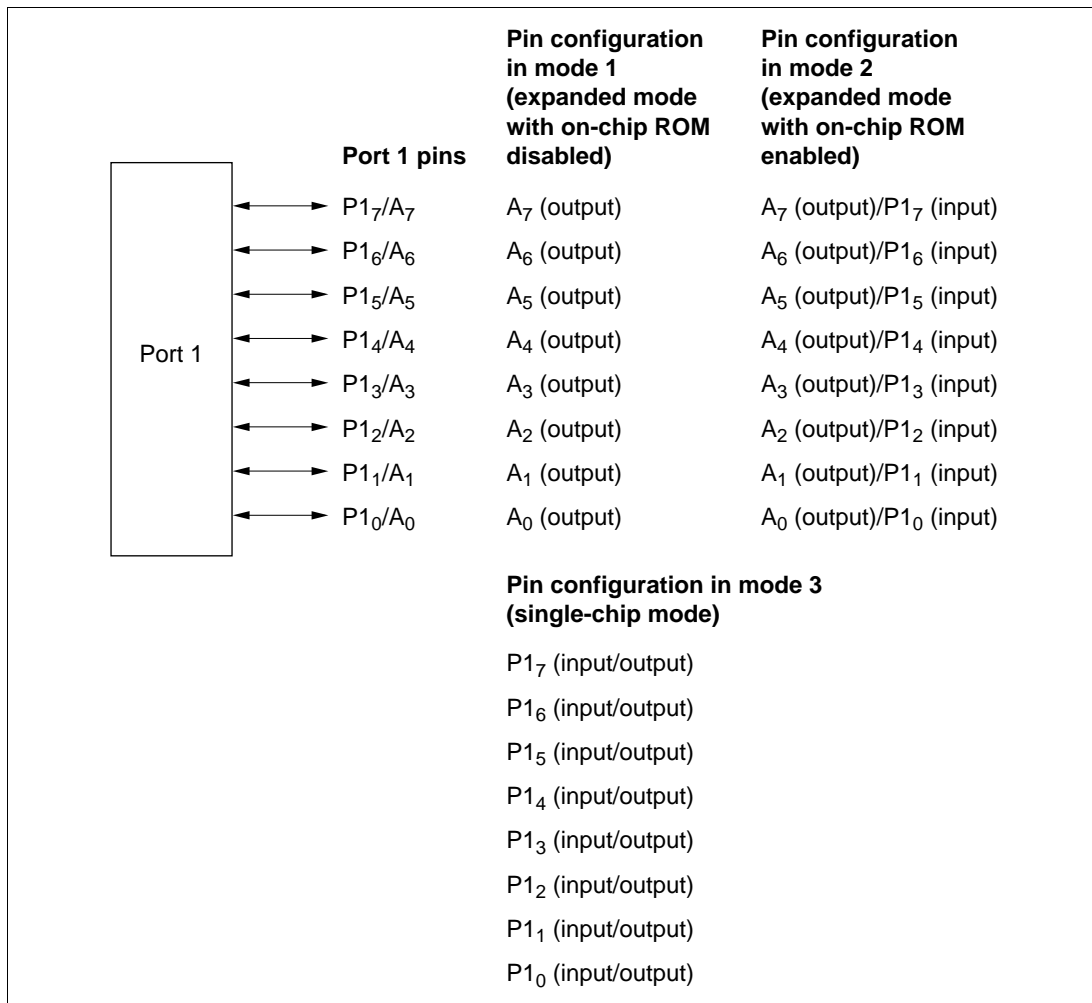 Pin configuration in mode 1 (expanded mode with on-chip ROM disabled)
Pin configuration in mode 2 (expanded mode with on-chip ROM enabled)
Port 1 pins
Port 1
P1₇/A₇ A₇ (output) A₇ (output)/P1₇ (input)
P1₆/A₆ A₆ (output) A₆ (output)/P1₆ (input)
P1₅/A₅ A₅ (output) A₅ (output)/P1₅ (input)
P1₄/A₄ A₄ (output) A₄ (output)/P1₄ (input)
P1₃/A₃ A₃ (output) A₃ (output)/P1₃ (input)
P1₂/A₂ A₂ (output) A₂ (output)/P1₂ (input)
P1₁/A₁ A₁ (output) A₁ (output)/P1₁ (input)
P1₀/A₀ A₀ (output) A₀ (output)/P1₀ (input)
Pin configuration in mode 3
(single-chip mode)
P1₇ (input/output)
P1₆ (input/output)
P1₅ (input/output)
P1₄ (input/output)
P1₃ (input/output)
P1₂ (input/output)
P1₁ (input/output)
P1₀ (input/output)